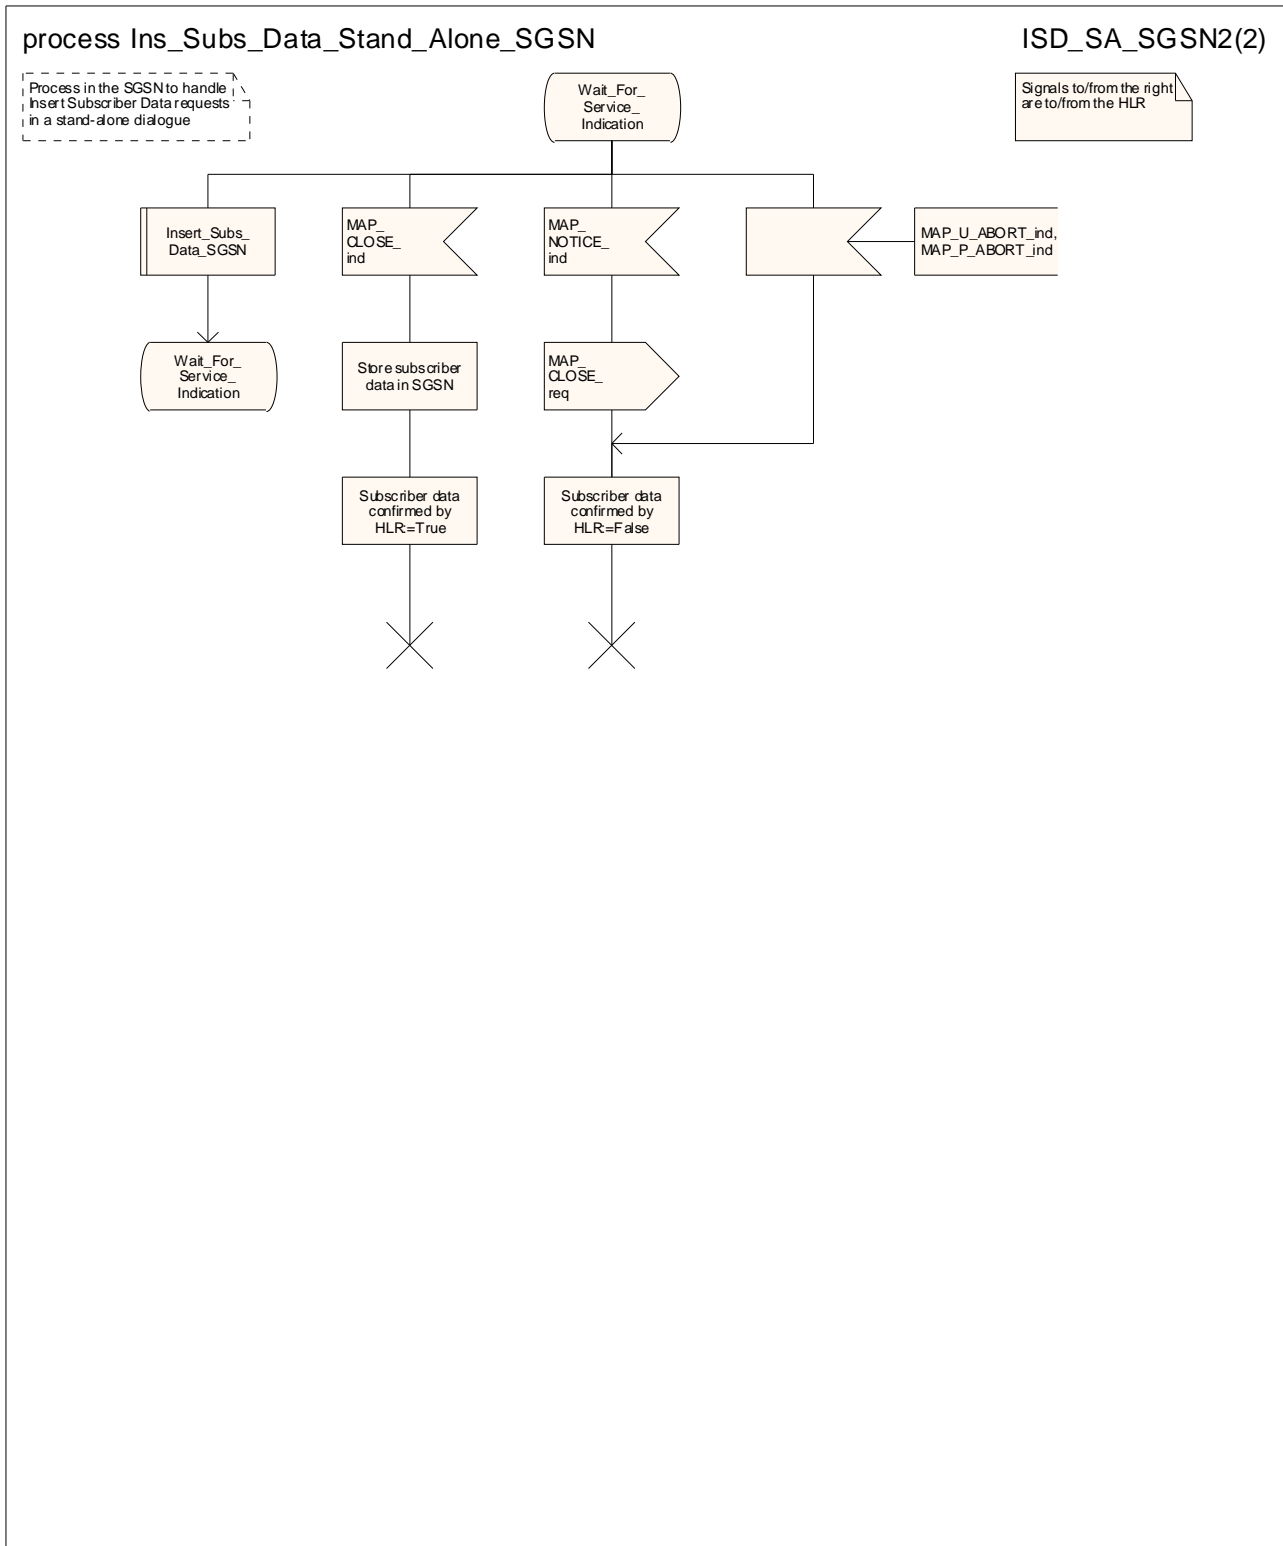 process Ins_Subs_Data_Stand_Alone_SGSN
ISD_SA_SGSN2(2)
Process in the SGSN to handle
Insert Subscriber Data requests
in a stand-alone dialogue
Wait_For_
Service_
Indication
Signals to/from the right
are to/from the HLR
Insert_Subs_
Data_SGSN
MAP_
CLOSE_
ind
MAP_
NOTICE_
ind
MAP_U_ABORT_ind,
MAP_P_ABORT_ind
Wait_For_
Service_
Indication
Store subscriber
data in SGSN
MAP_
CLOSE_
req
Subscriber data
confirmed by
HLR:=True
Subscriber data
confirmed by
HLR:=False